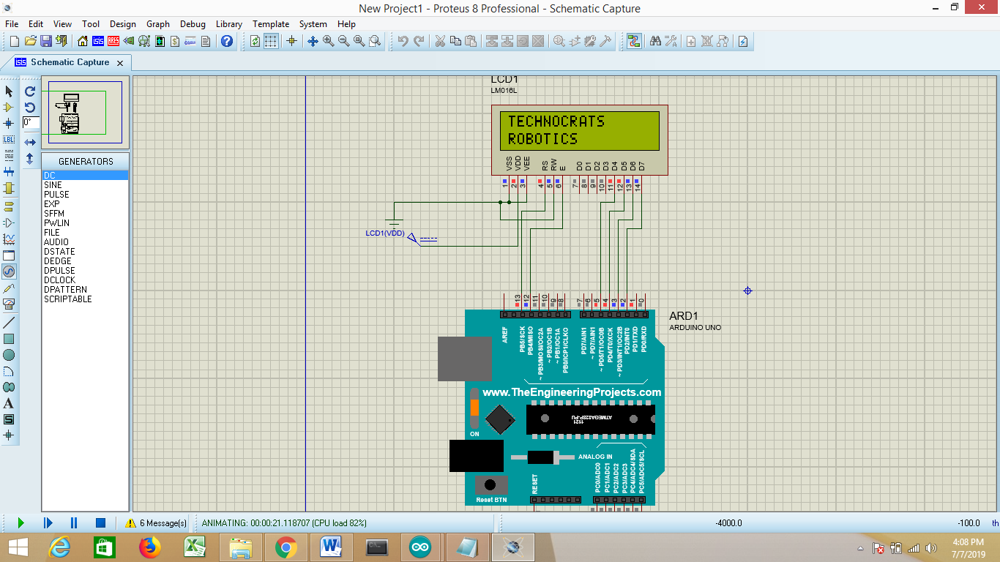 New Project1 - Proteus 8 Professional - Schematic Capture
File Edit View Tool Design Graph Debug Library Template System Help
Schematic Capture
0°
LBL
GENERATORS
DC
SINE
PULSE
EXP
SFFM
PWLIN
FILE
AUDIO
DSTATE
DEDGE
DPULSE
DCLOCK
DPATTERN
SCRIPTABLE
LCD1
LM016L
TECHNOCRATS
ROBOTICS
VSS VDD VEE RS RW E D0 D1 D2 D3 D4 D5 D6 D7
1 2 3 4 5 6 7 8 9 10 11 12 13 14
LCD1(VDD)
13 12 11 10 9 8 7 6 5 4 3 2 1 0
ARD1
ARDUINO UNO
AREF PB5/SCK PB4/MISO ~ PB3/MOSI/OC2A ~ PB2/OC1B ~ PB1/OC1A PB0/ICP1/CLKO PD7/AIN1 ~ PD7/AIN1 ~ PD5/T1/OC0B PD4/T0/XCK ~ PD3/INT1/OC2B PD2/INT0 PD1/TXD PD0/RXD
www.TheEngineeringProjects.com
ATMEGA328P-PU
1121
ON
ANALOG IN
RESET PC0/ADC0 PC1/ADC1 PC2/ADC2 PC3/ADC3 PC4/ADC4/SDA PC5/ADC5/SCL
Reset BTN
6 Message(s) ANIMATING: 00:00:21.118707 (CPU load 82%) -4000.0 -100.0 th
4:08 PM
7/7/2019